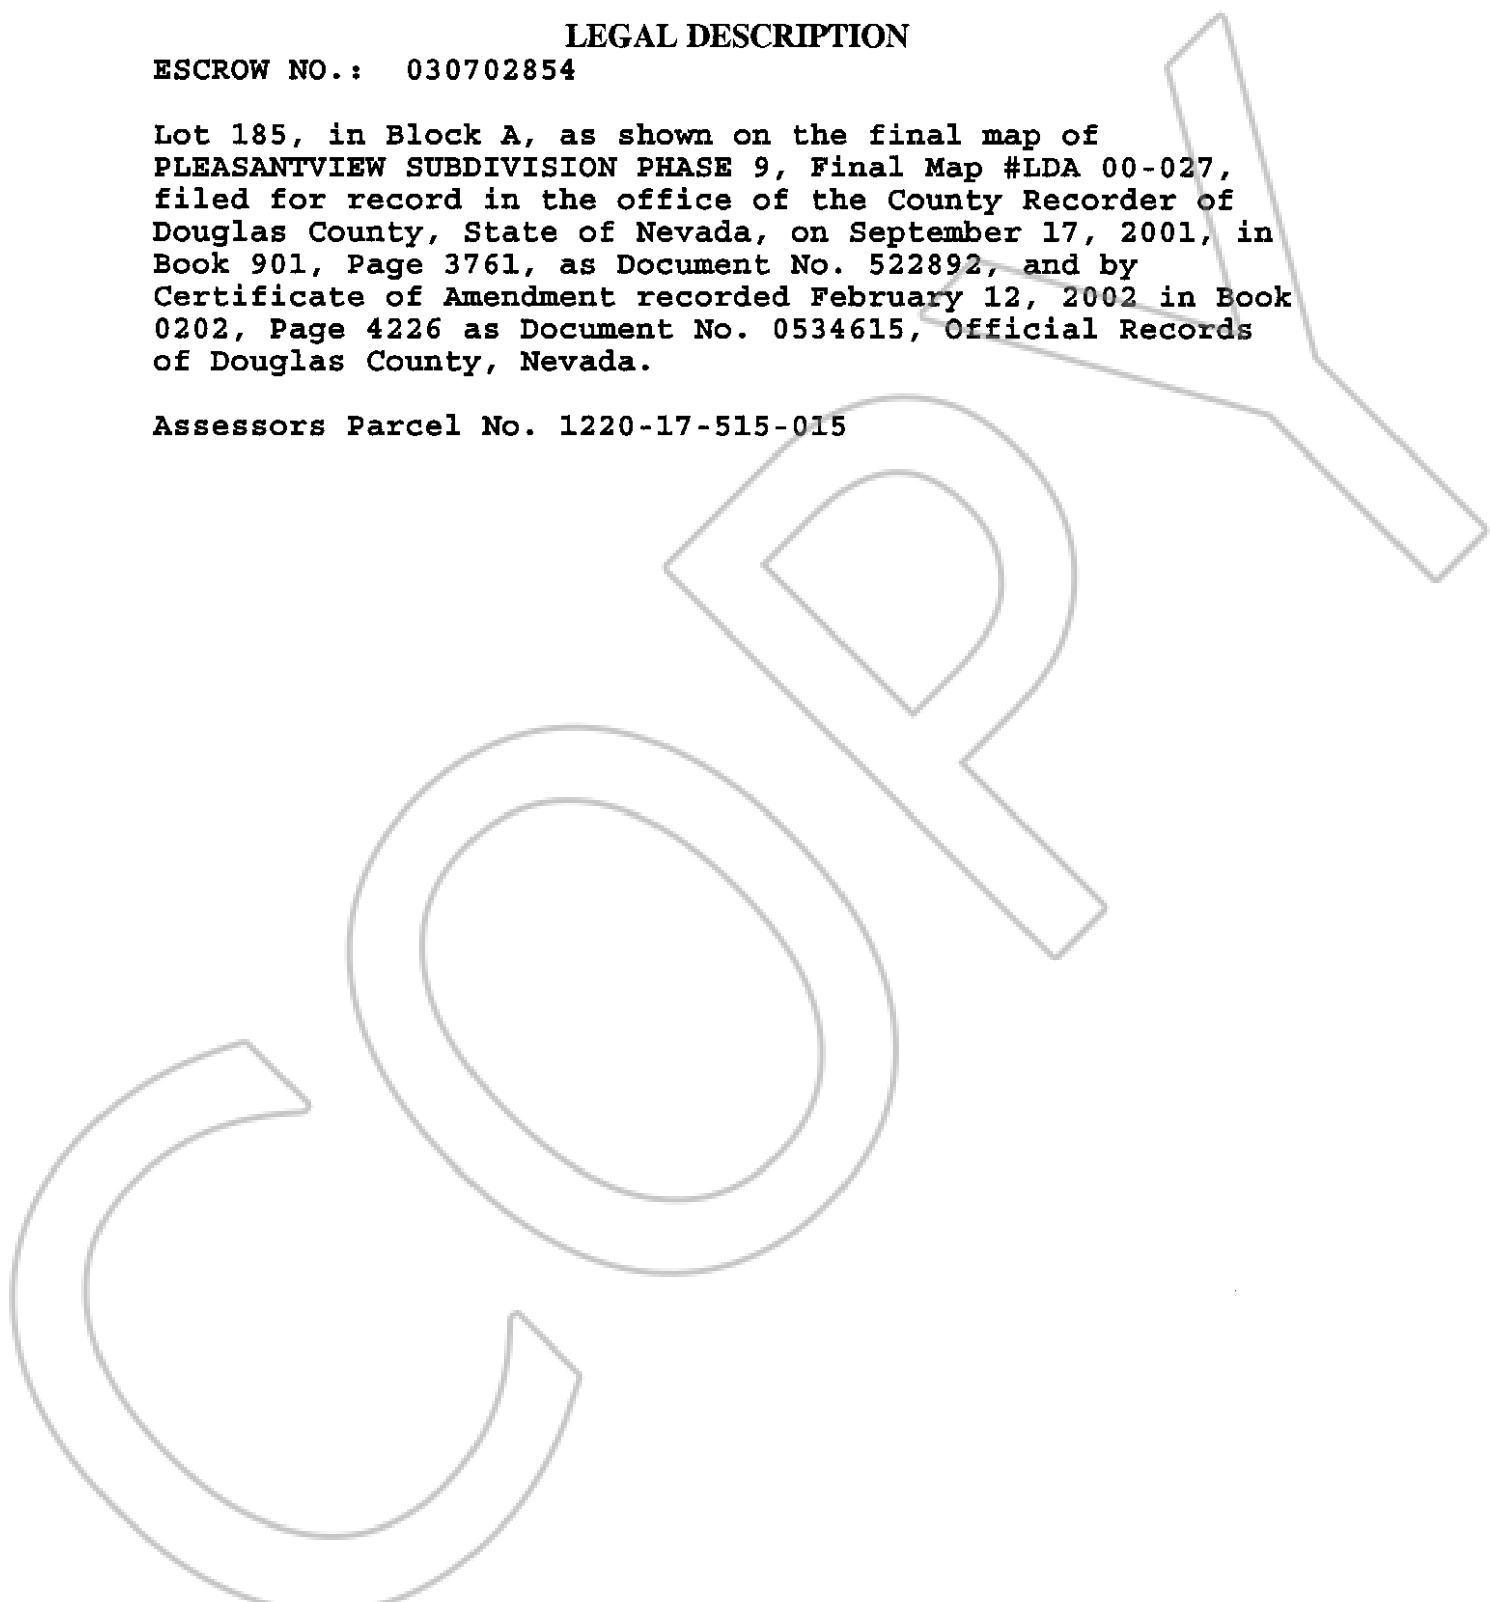 LEGAL DESCRIPTION
ESCROW NO.: 030702854
Lot 185, in Block A, as shown on the final map of
PLEASANTVIEW SUBDIVISION PHASE 9, Final Map #LDA 00-027,
filed for record in the office of the County Recorder of
Douglas County, State of Nevada, on September 17, 2001, in
Book 901, Page 3761, as Document No. 522892, and by
Certificate of Amendment recorded February 12, 2002 in Book
0202, Page 4226 as Document No. 0534615, Official Records
of Douglas County, Nevada.
Assessors Parcel No. 1220-17-515-015
COPY